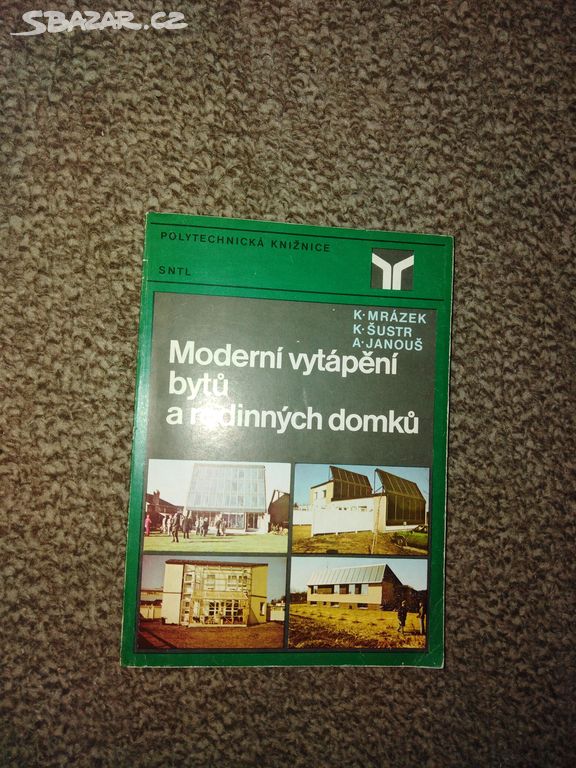 SBAZAR.CZ
POLYTECHNICKÁ KNIŽNICE
SNTL
K·MRÁZEK
K·ŠUSTR
A·JANOUŠ
Moderní vytápění
bytů
a rodinných domků